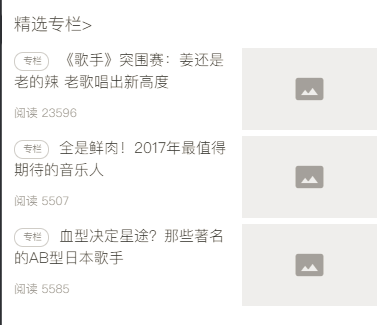 精选专栏>
专栏 《歌手》突围赛：姜还是
老的辣 老歌唱出新高度
阅读 23596
专栏 全是鲜肉！2017年最值得
期待的音乐人
阅读 5507
专栏 血型决定星途？那些著名
的AB型日本歌手
阅读 5585